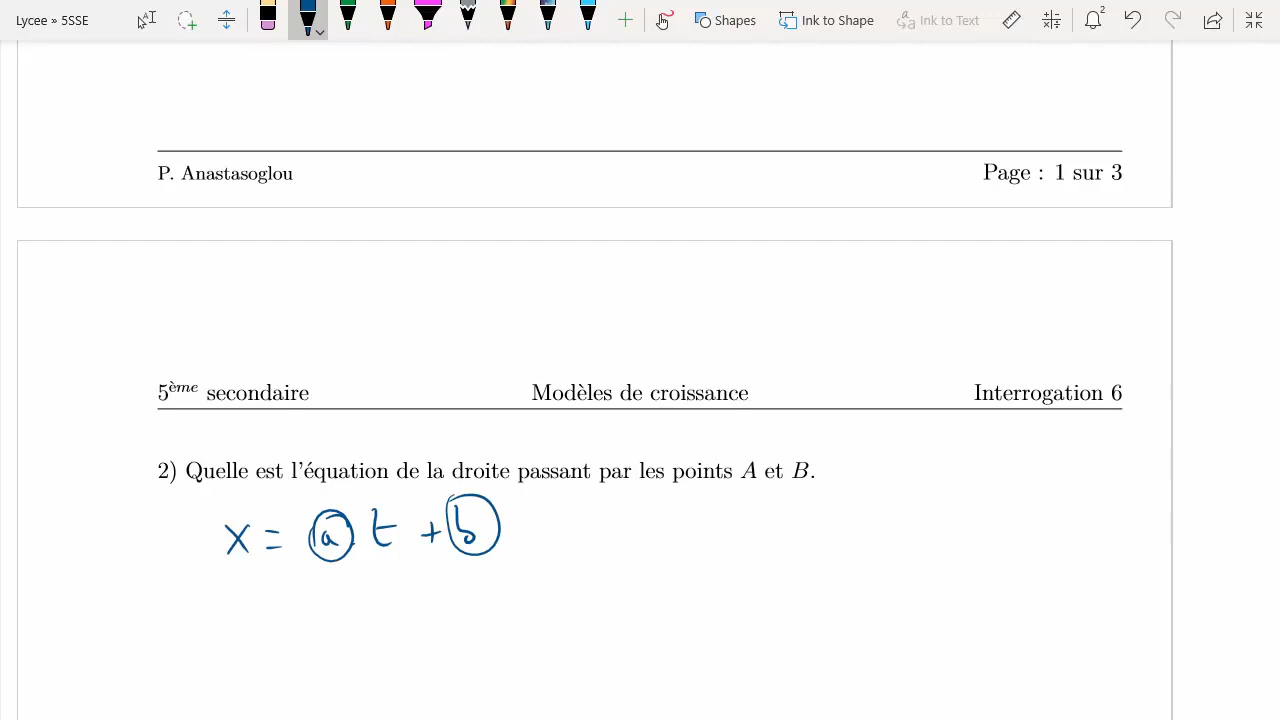 Lycee » 5SSE
Shapes
Ink to Shape
Ink to Text
2
P. Anastasoglou
Page : 1 sur 3
5ème secondaire
Modèles de croissance
Interrogation 6
2) Quelle est l'équation de la droite passant par les points A et B.
x = a t + b